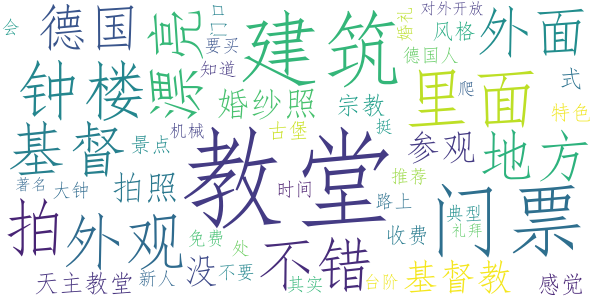 会
德国
漂亮
门口
要买
知道
建筑
婚礼
对外开放
风格
德国人
外面
钟楼
婚纱照
宗教
里面
爬
式
特色
基督
机械
古堡
挺
参观
地方
景点
著名
大钟
拍照
教堂
时间
推荐
路上
典型
礼拜
门票
拍
外观
免费
处
收费
没
不错
天主教堂
新人
不要
其实
台阶
基督教
感觉